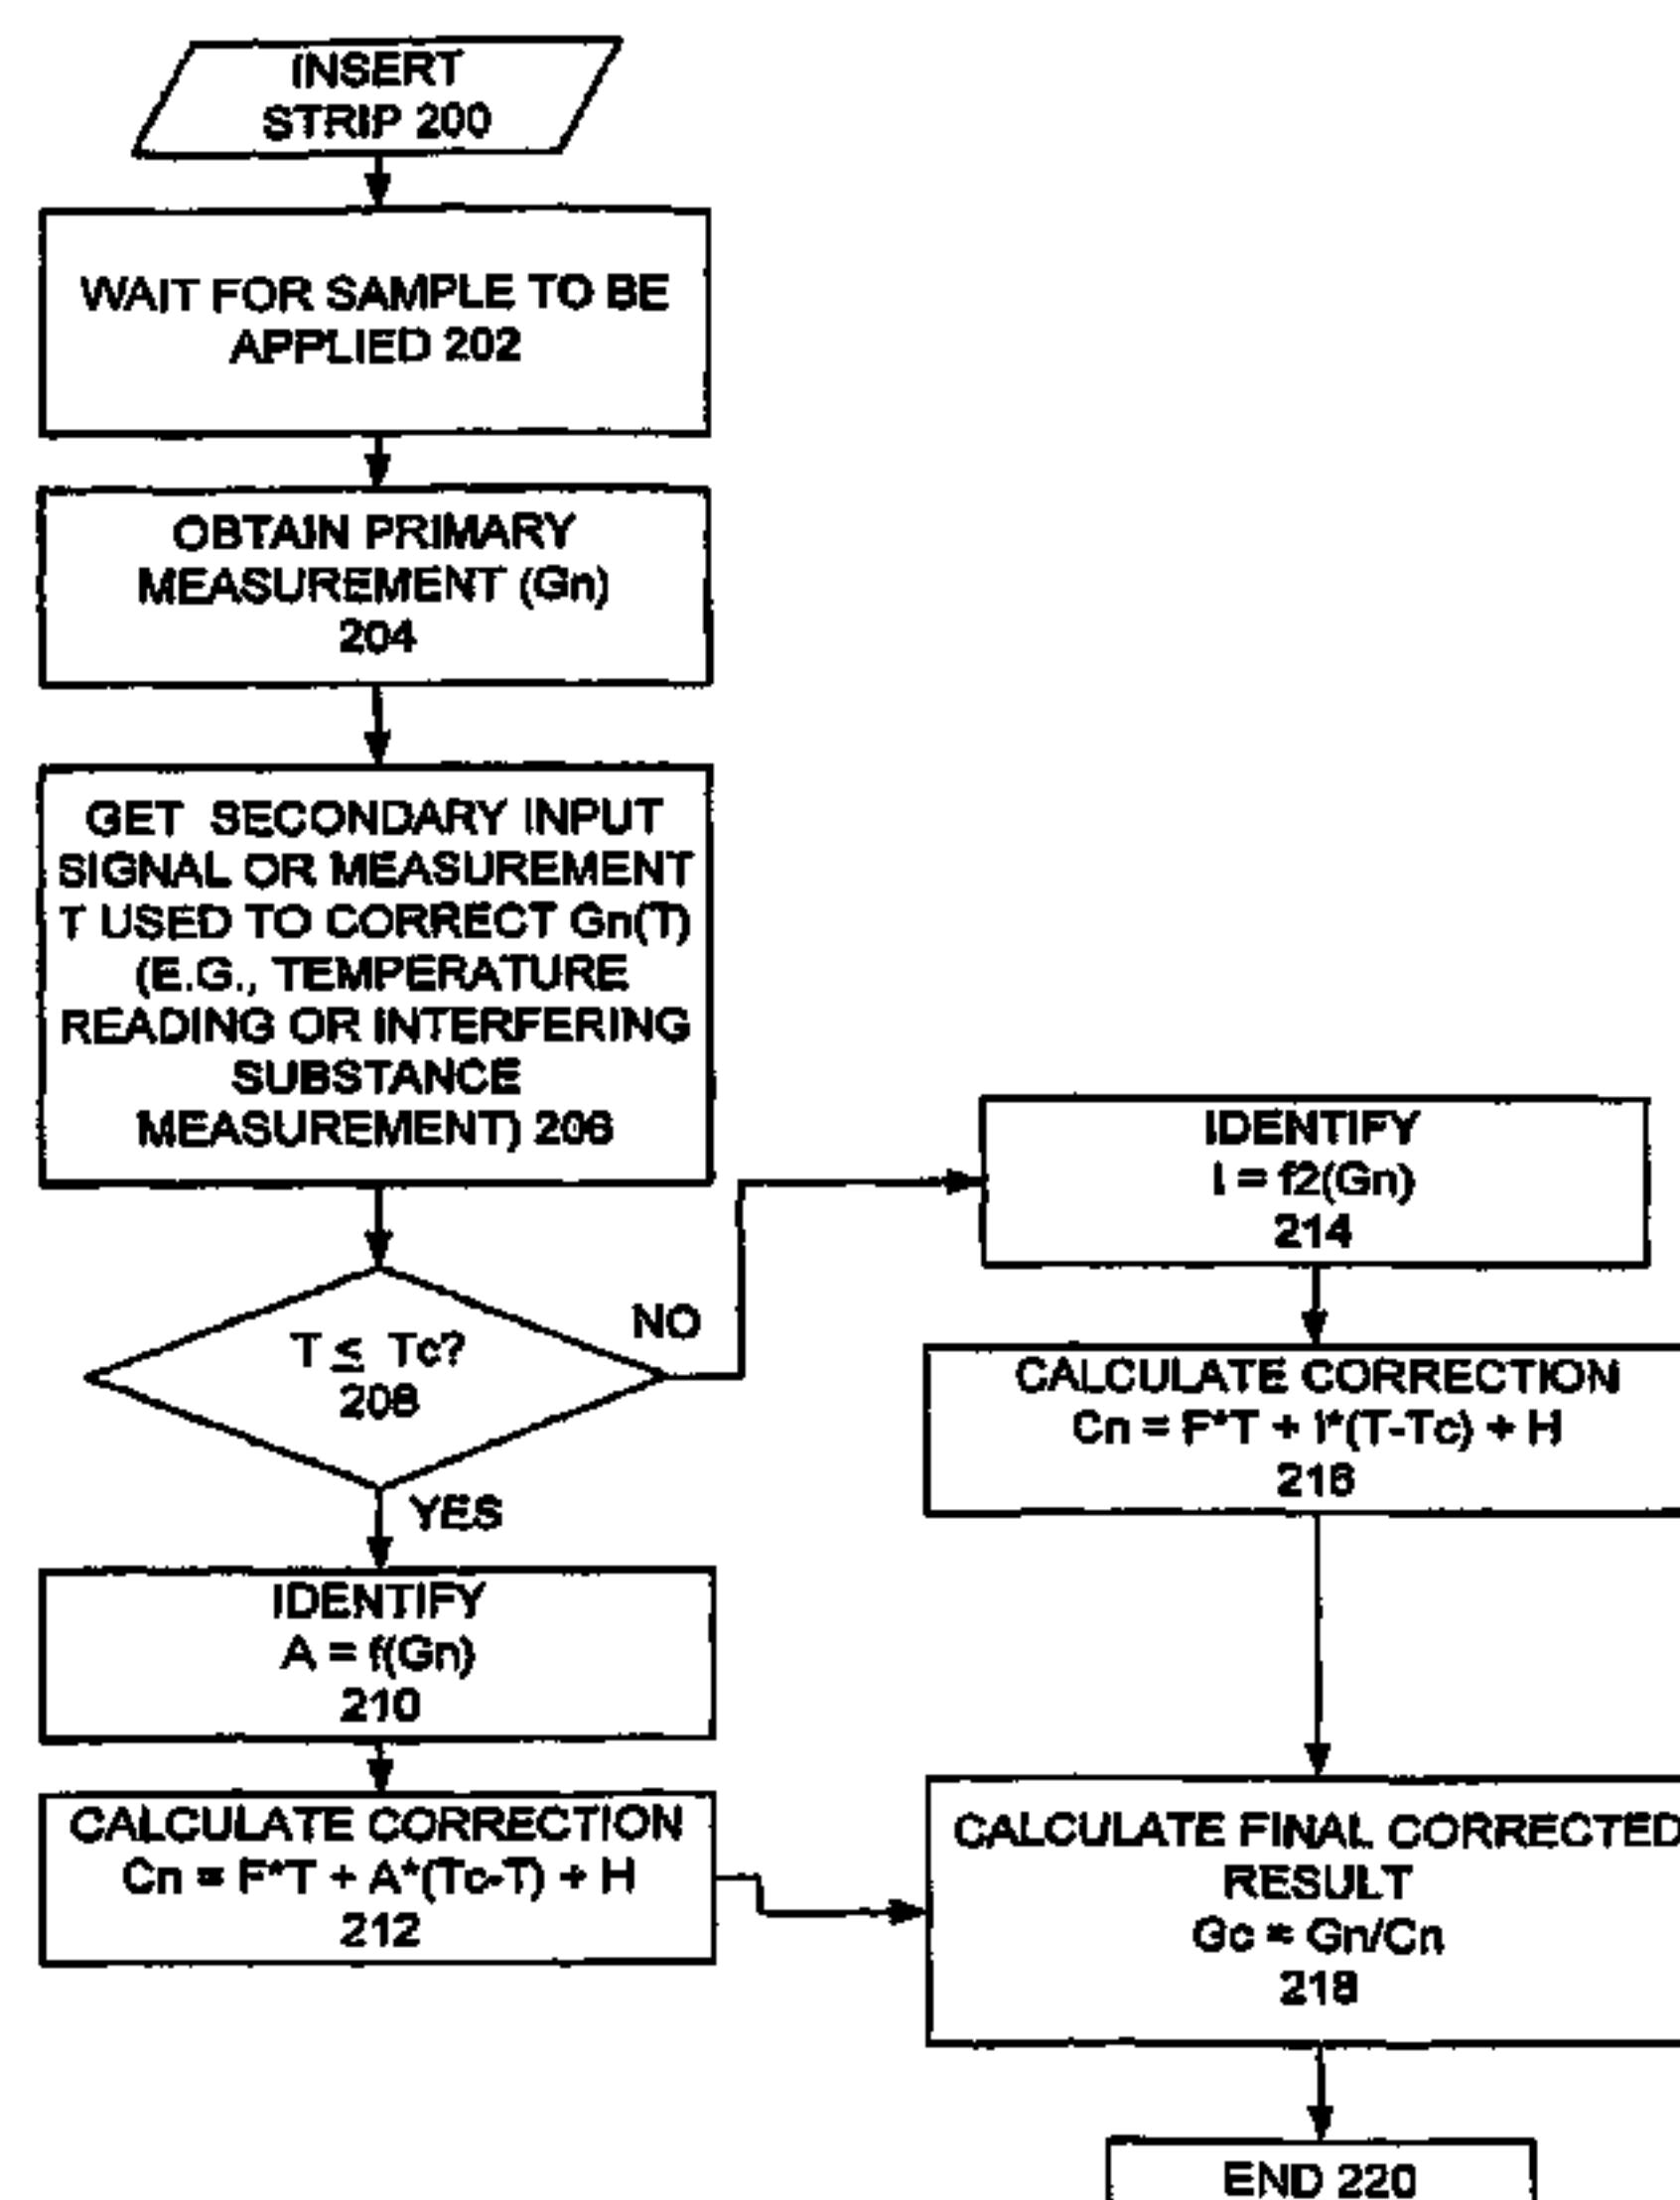 INSERT
STRIP 200
WAIT FOR SAMPLE TO BE
APPLIED 202
OBTAIN PRIMARY
MEASUREMENT (Gn)
204
GET SECONDARY INPUT
SIGNAL OR MEASUREMENT
T USED TO CORRECT Gn(T)
(E.G., TEMPERATURE
READING OR INTERFERING
SUBSTANCE
MEASUREMENT) 206
T ≤ Tc?
208
NO
YES
IDENTIFY
A = f(Gn)
210
CALCULATE CORRECTION
Cn = F*T + A*(Tc-T) + H
212
IDENTIFY
I = f2(Gn)
214
CALCULATE CORRECTION
Cn = F*T + I*(T-Tc) + H
216
CALCULATE FINAL CORRECTED
RESULT
Gc = Gn/Cn
218
END 220